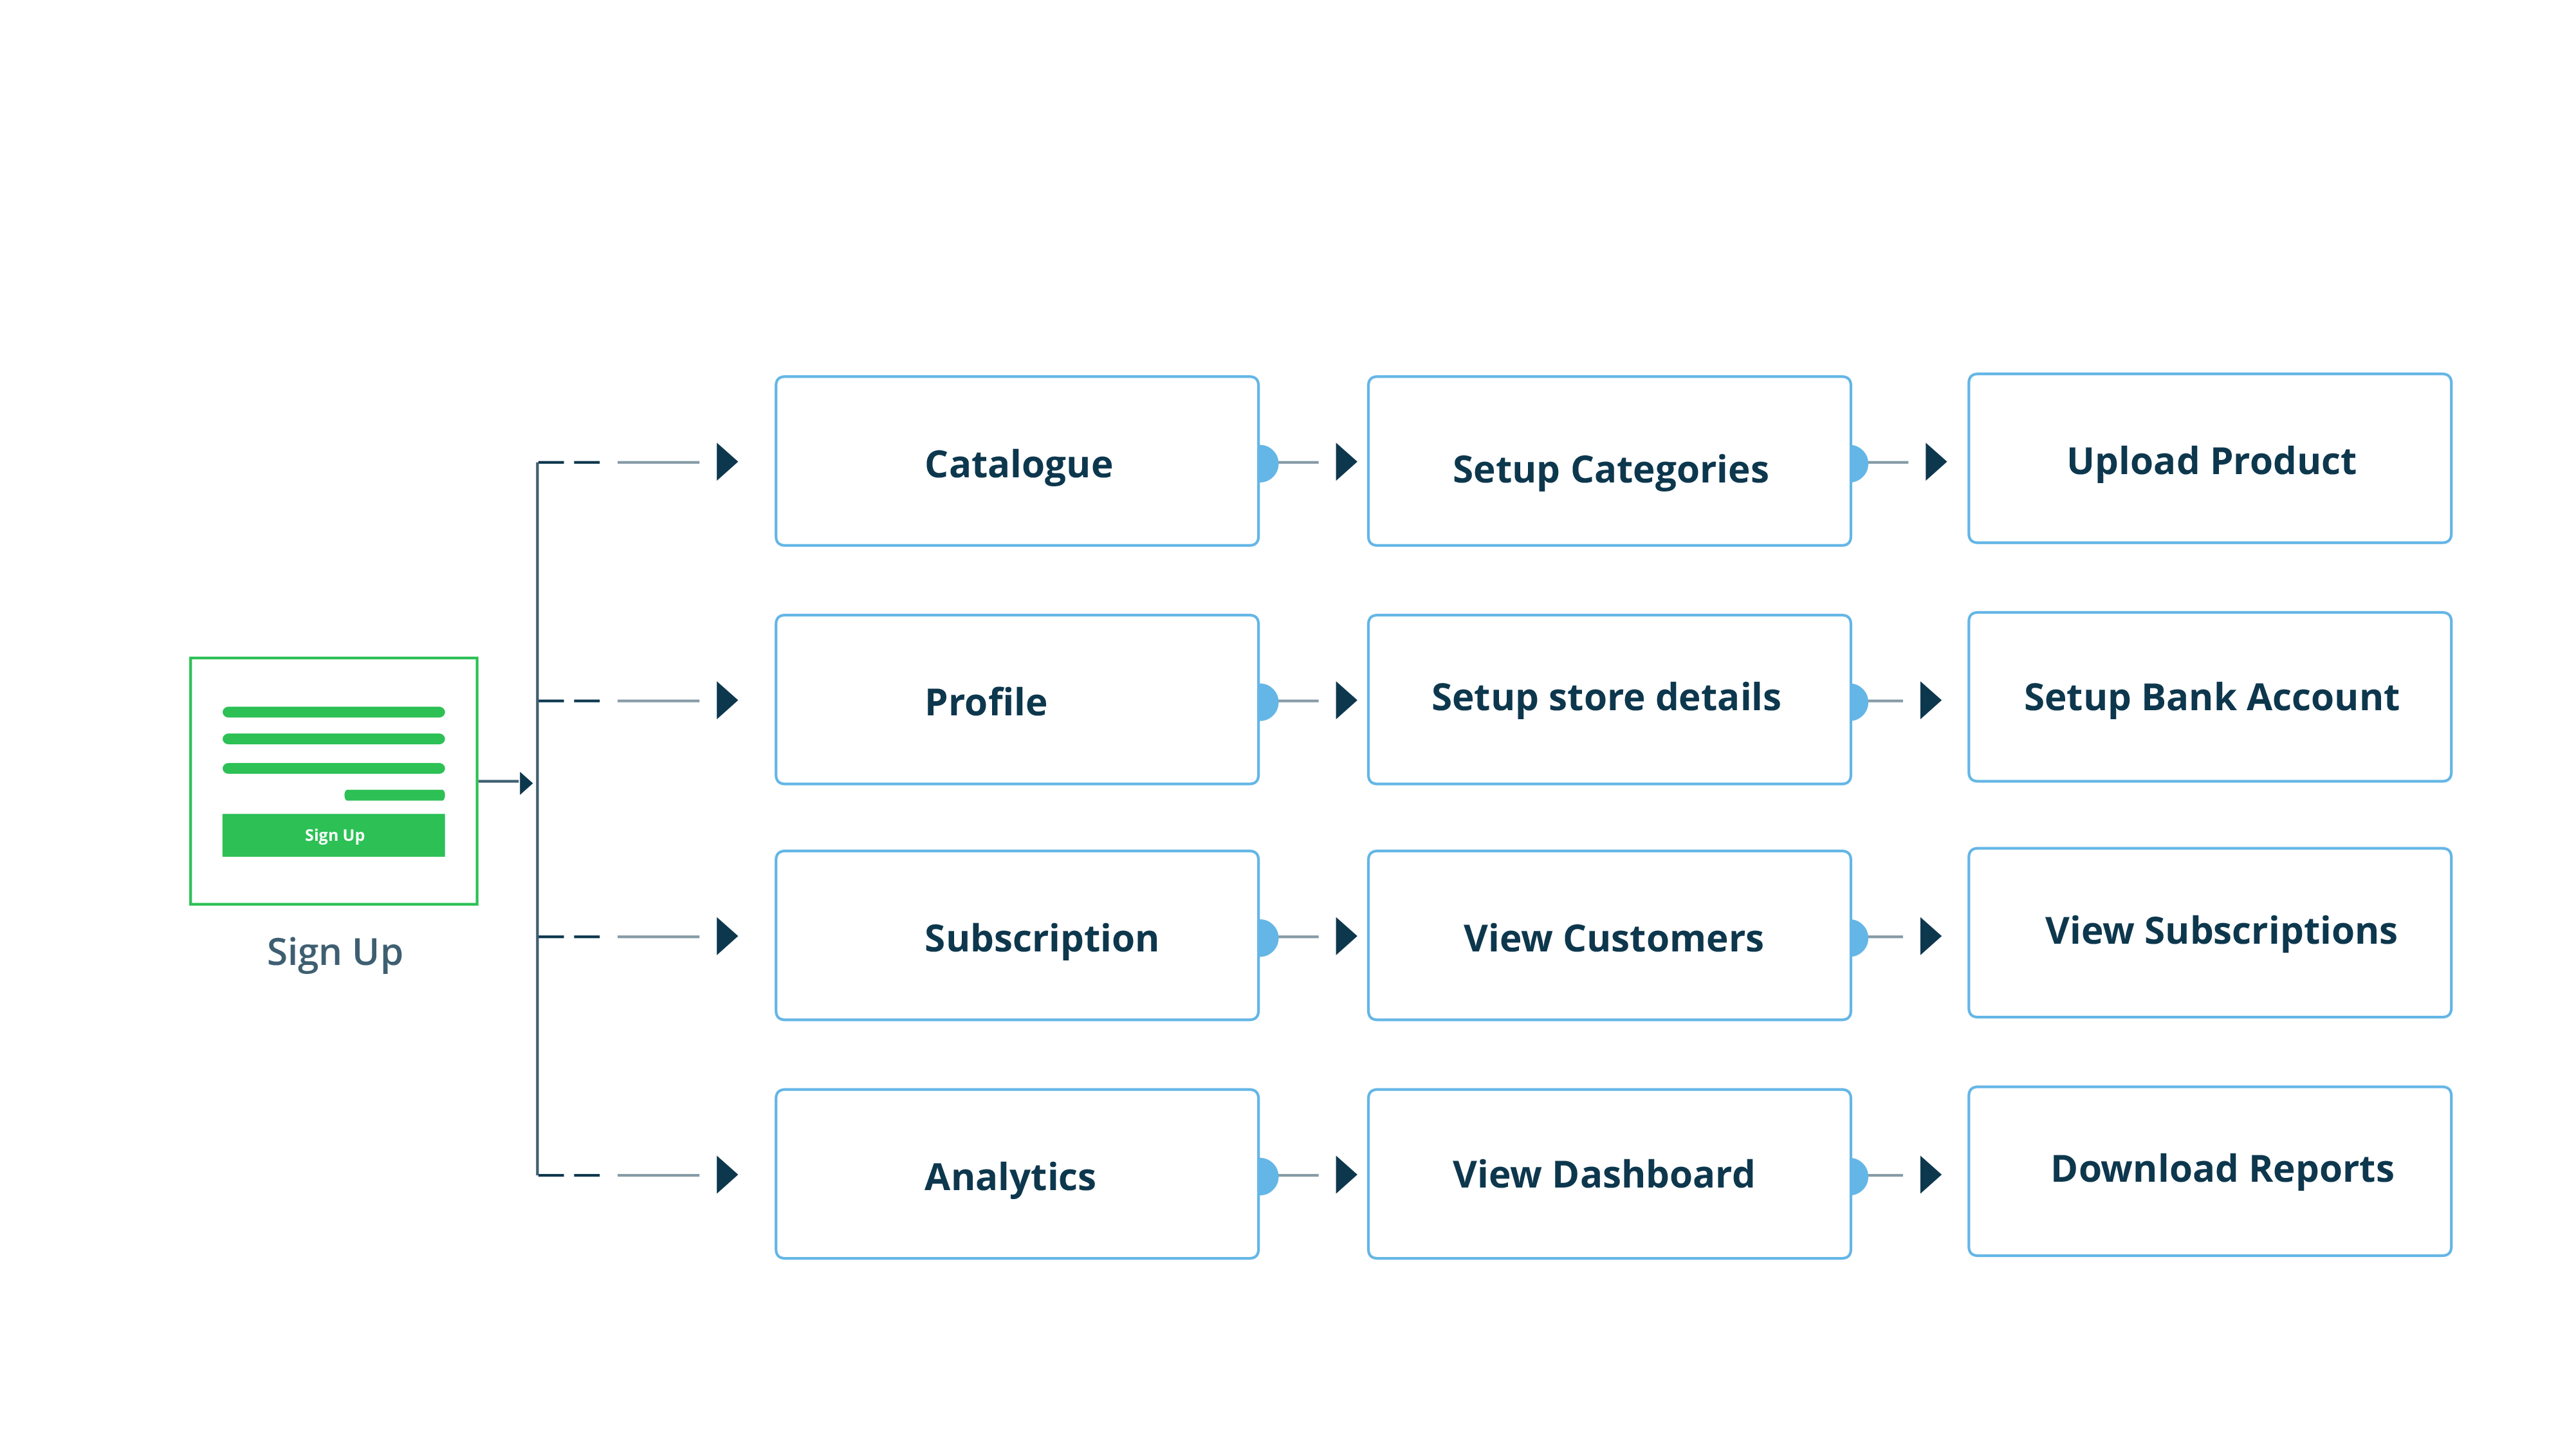 Catalogue
Setup Categories
Upload Product
Profile
Setup store details
Setup Bank Account
Sign Up
Sign Up
Subscription
View Customers
View Subscriptions
Analytics
View Dashboard
Download Reports